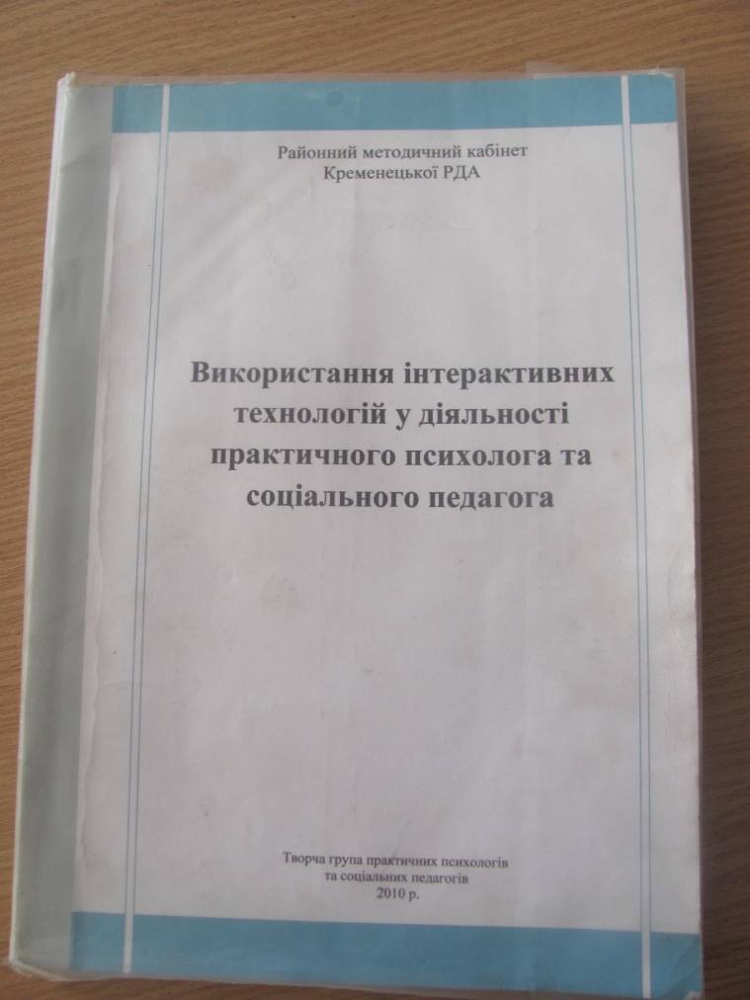 Районний методичний кабінет
Кременецької РДА
Використання інтерактивних
технологій у діяльності
практичного психолога та
соціального педагога
Творча група практичних психологів
та соціальних педагогів
2010 р.